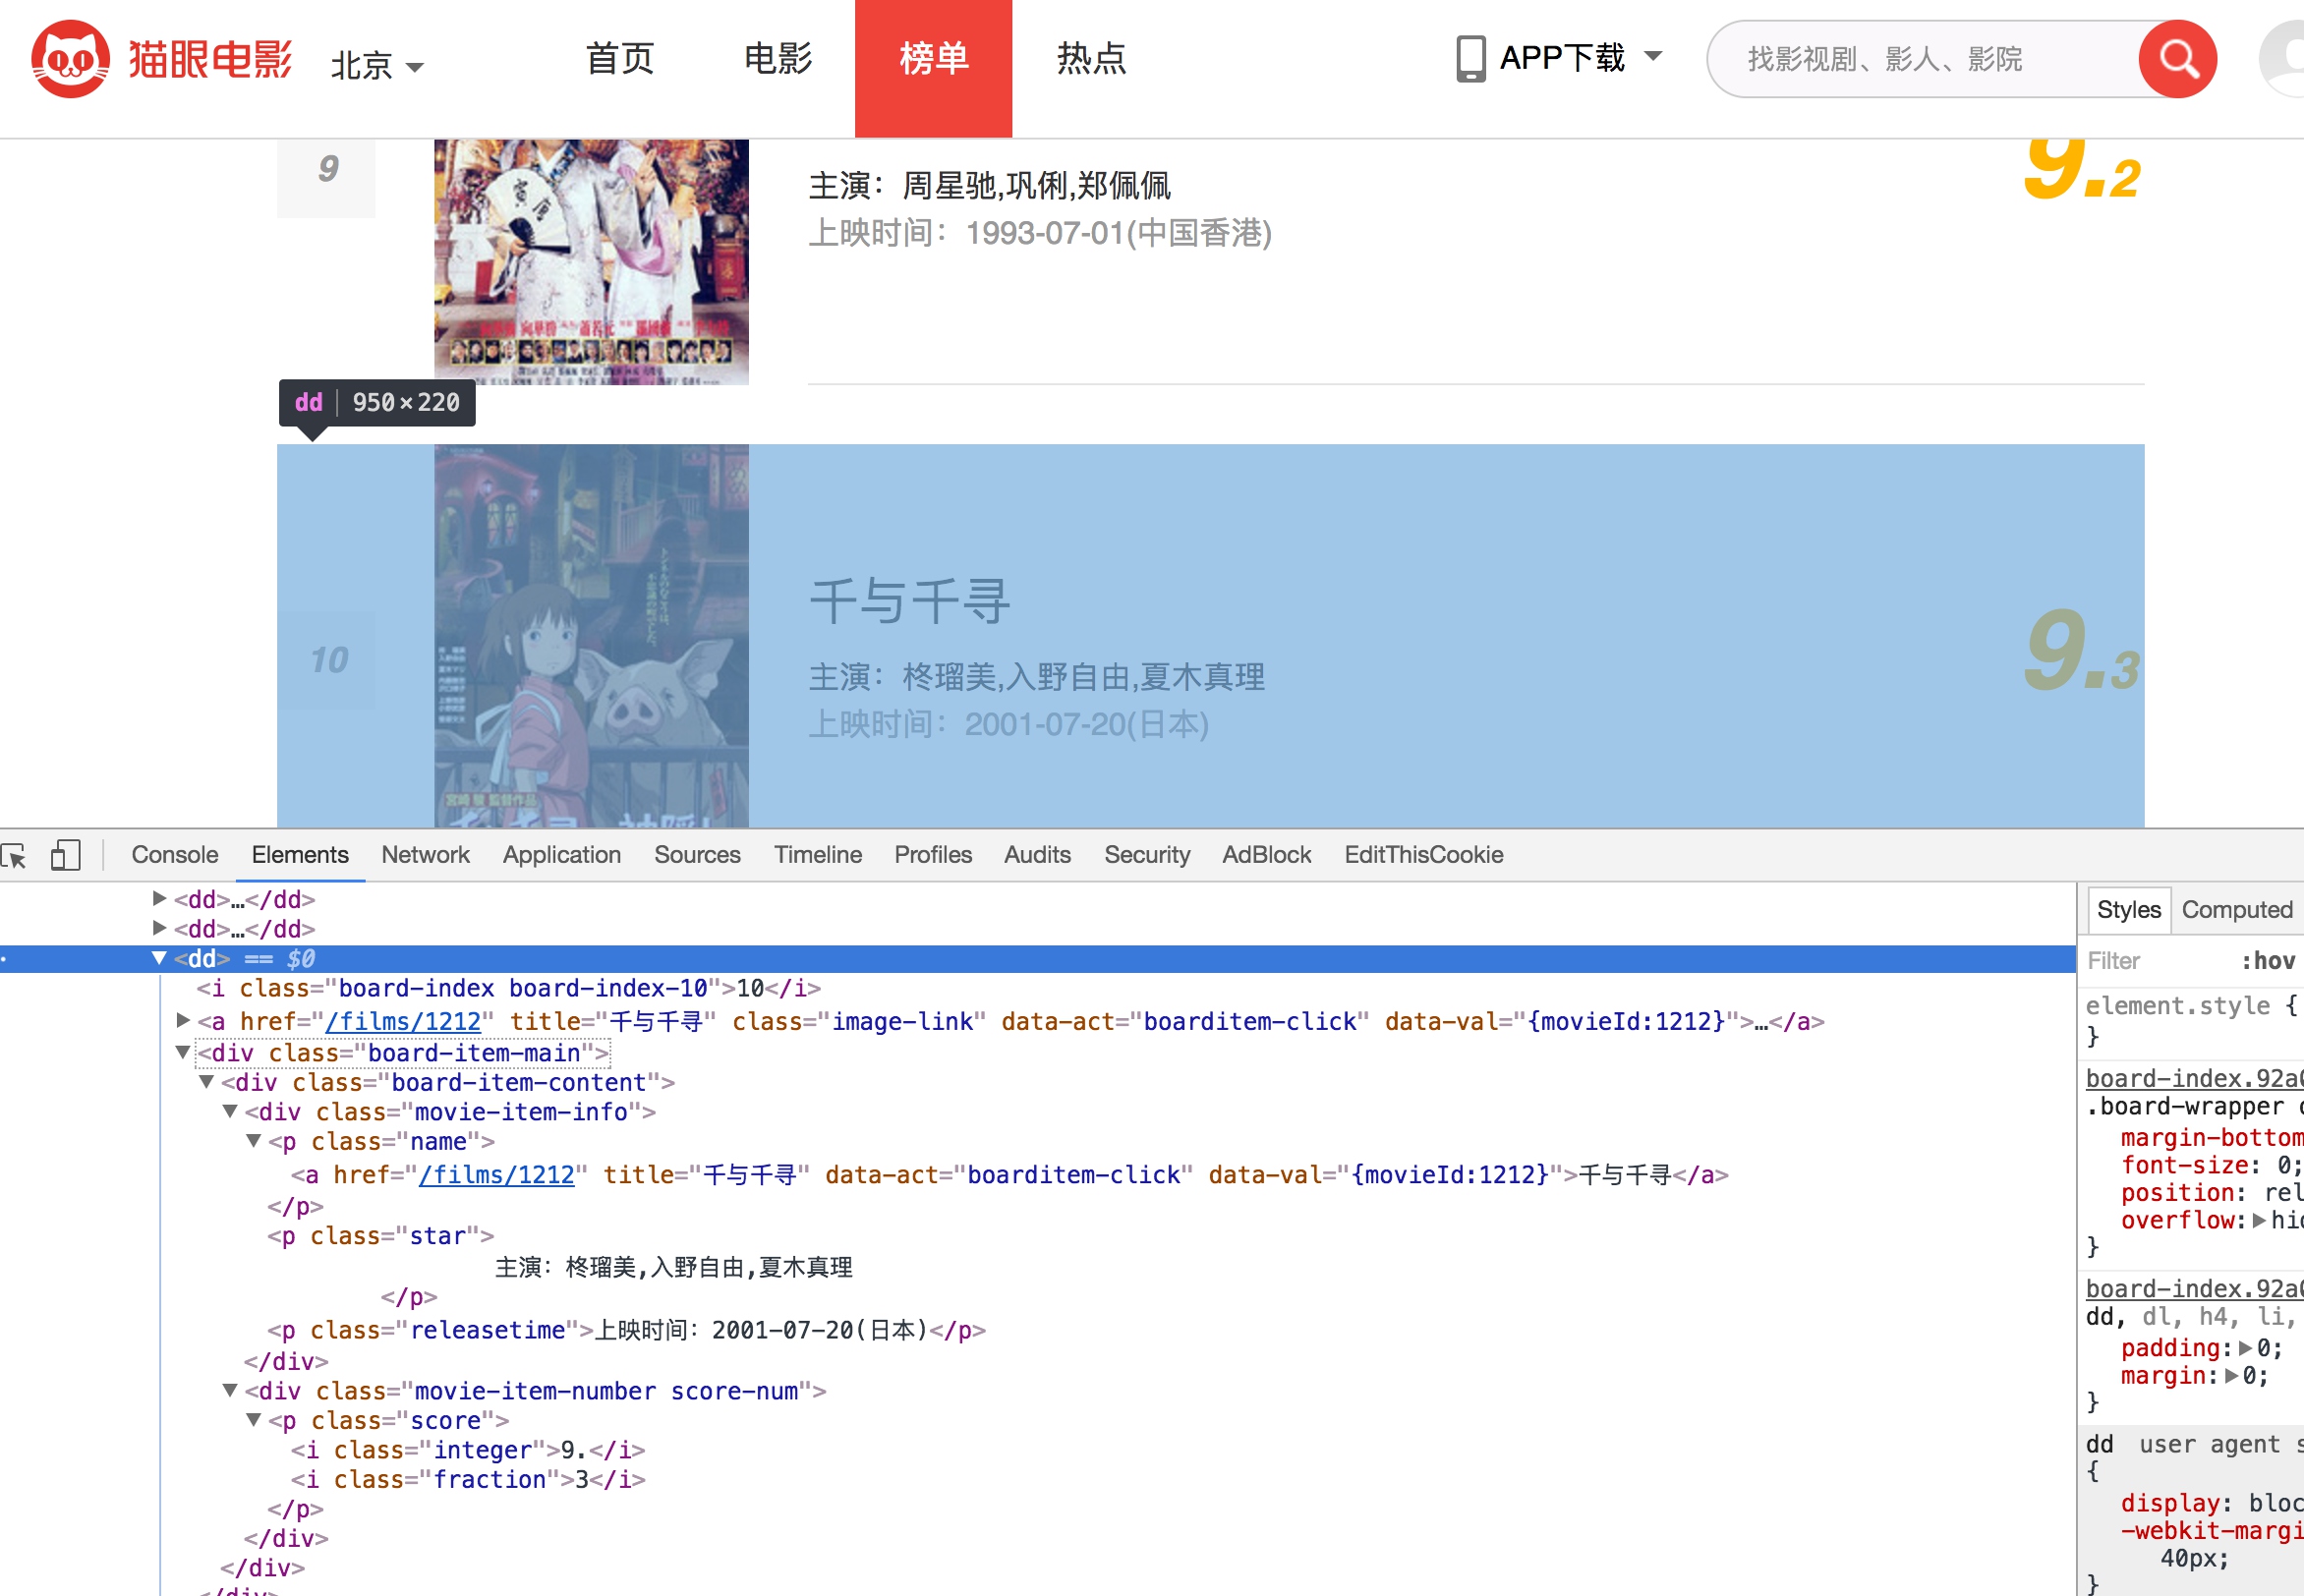 猫眼电影 北京 首页 电影 榜单 热点 APP下载 找影视剧、影人、影院
9 9.2
主演：周星驰,巩俐,郑佩佩
上映时间：1993-07-01(中国香港)
dd 950×220
千与千寻
10 9.3
主演：柊瑠美,入野自由,夏木真理
上映时间：2001-07-20(日本)
Console Elements Network Application Sources Timeline Profiles Audits Security AdBlock EditThisCookie
<dd>…</dd>
<dd>…</dd>
<dd> == $0
<i class="board-index board-index-10">10</i>
<a href="/films/1212" title="千与千寻" class="image-link" data-act="boarditem-click" data-val="{movieId:1212}">…</a>
<div class="board-item-main">
<div class="board-item-content">
<div class="movie-item-info">
<p class="name">
<a href="/films/1212" title="千与千寻" data-act="boarditem-click" data-val="{movieId:1212}">千与千寻</a>
</p>
<p class="star">
主演：柊瑠美,入野自由,夏木真理
</p>
<p class="releasetime">上映时间：2001-07-20(日本)</p>
</div>
<div class="movie-item-number score-num">
<p class="score">
<i class="integer">9.</i>
<i class="fraction">3</i>
</p>
</div>
</div>
</div>
Styles Computed
Filter :hov
element.style {
}
board-index.92a
.board-wrapper
margin-bottom
font-size: 0;
position: rel
overflow: hid
}
board-index.92a
dd, dl, h4, li,
padding: 0;
margin: 0;
}
dd user agent s
{
display: bloc
-webkit-margi
40px;
}